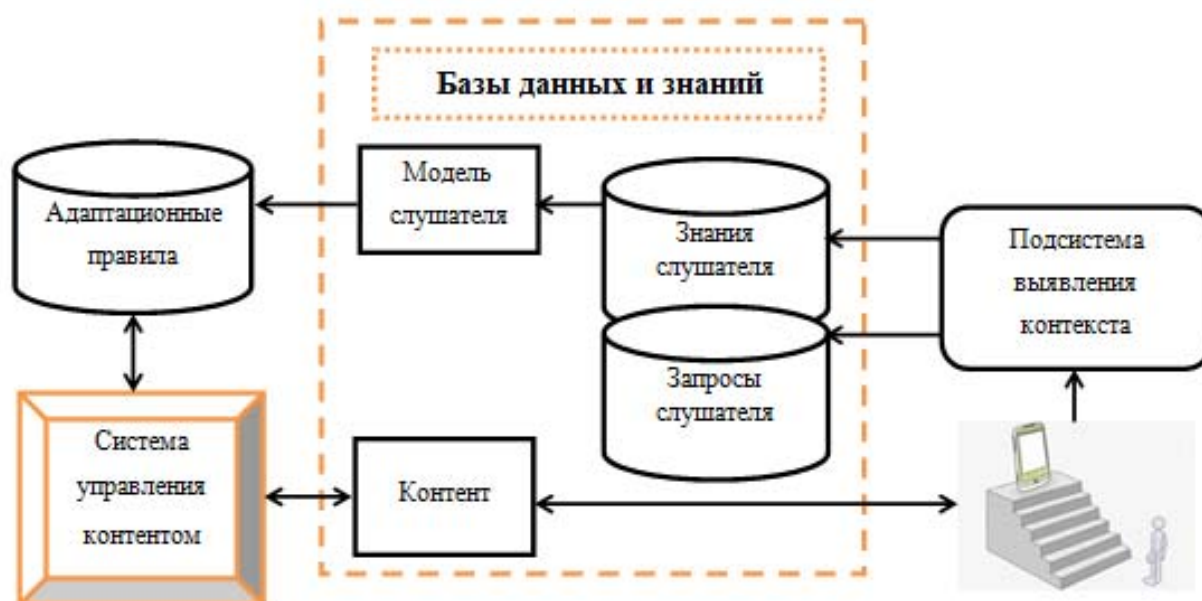 Базы данных и знаний
Адаптационные
правила
Модель
слушателя
Знания
слушателя
Подсистема
выявления
контекста
Запросы
слушателя
Система
управления
контентом
Контент